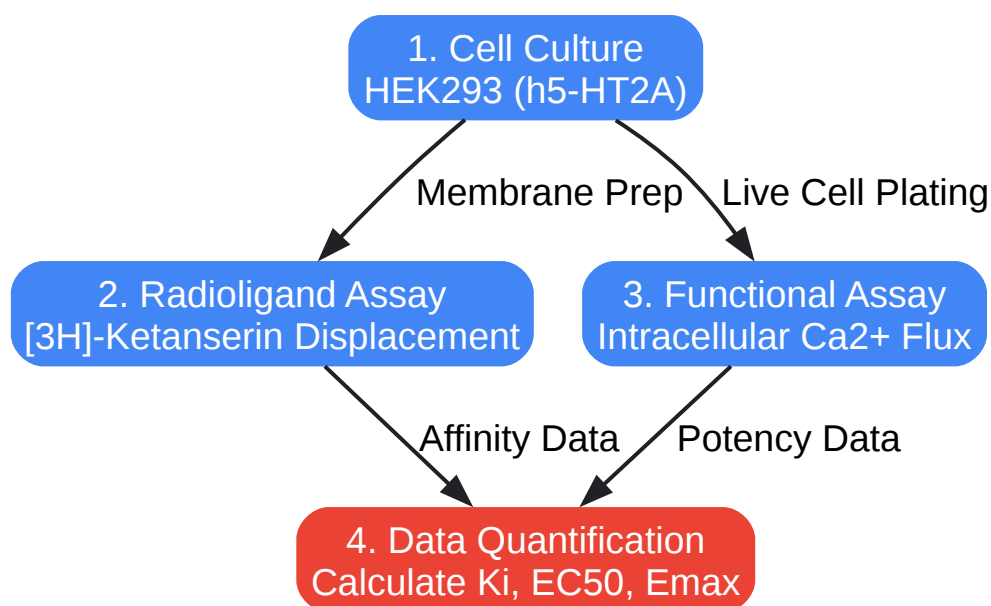 1. Cell Culture
HEK293 (h5-HT2A)
Membrane Prep
Live Cell Plating
2. Radioligand Assay
[3H]-Ketanserin Displacement
3. Functional Assay
Intracellular Ca2+ Flux
Affinity Data
Potency Data
4. Data Quantification
Calculate Ki, EC50, Emax